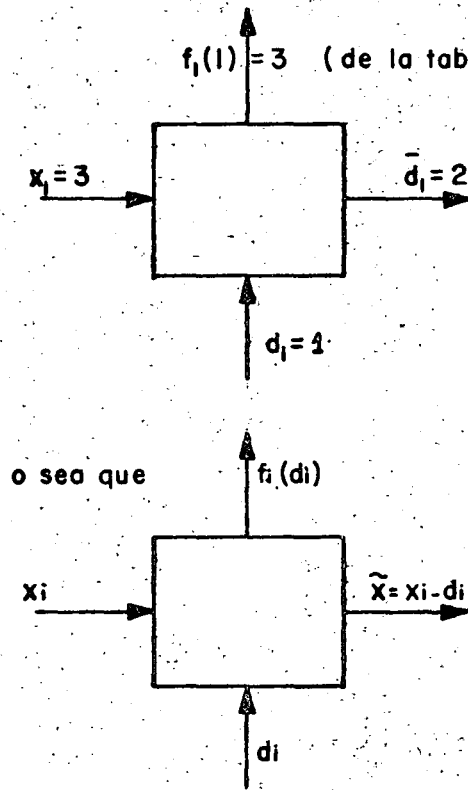 f₁(1) = 3 (de la tab
x₁ = 3
d̄₁ = 2
d₁ = 1
o sea que
fi (di)
xi
x̃ = xi - di
di